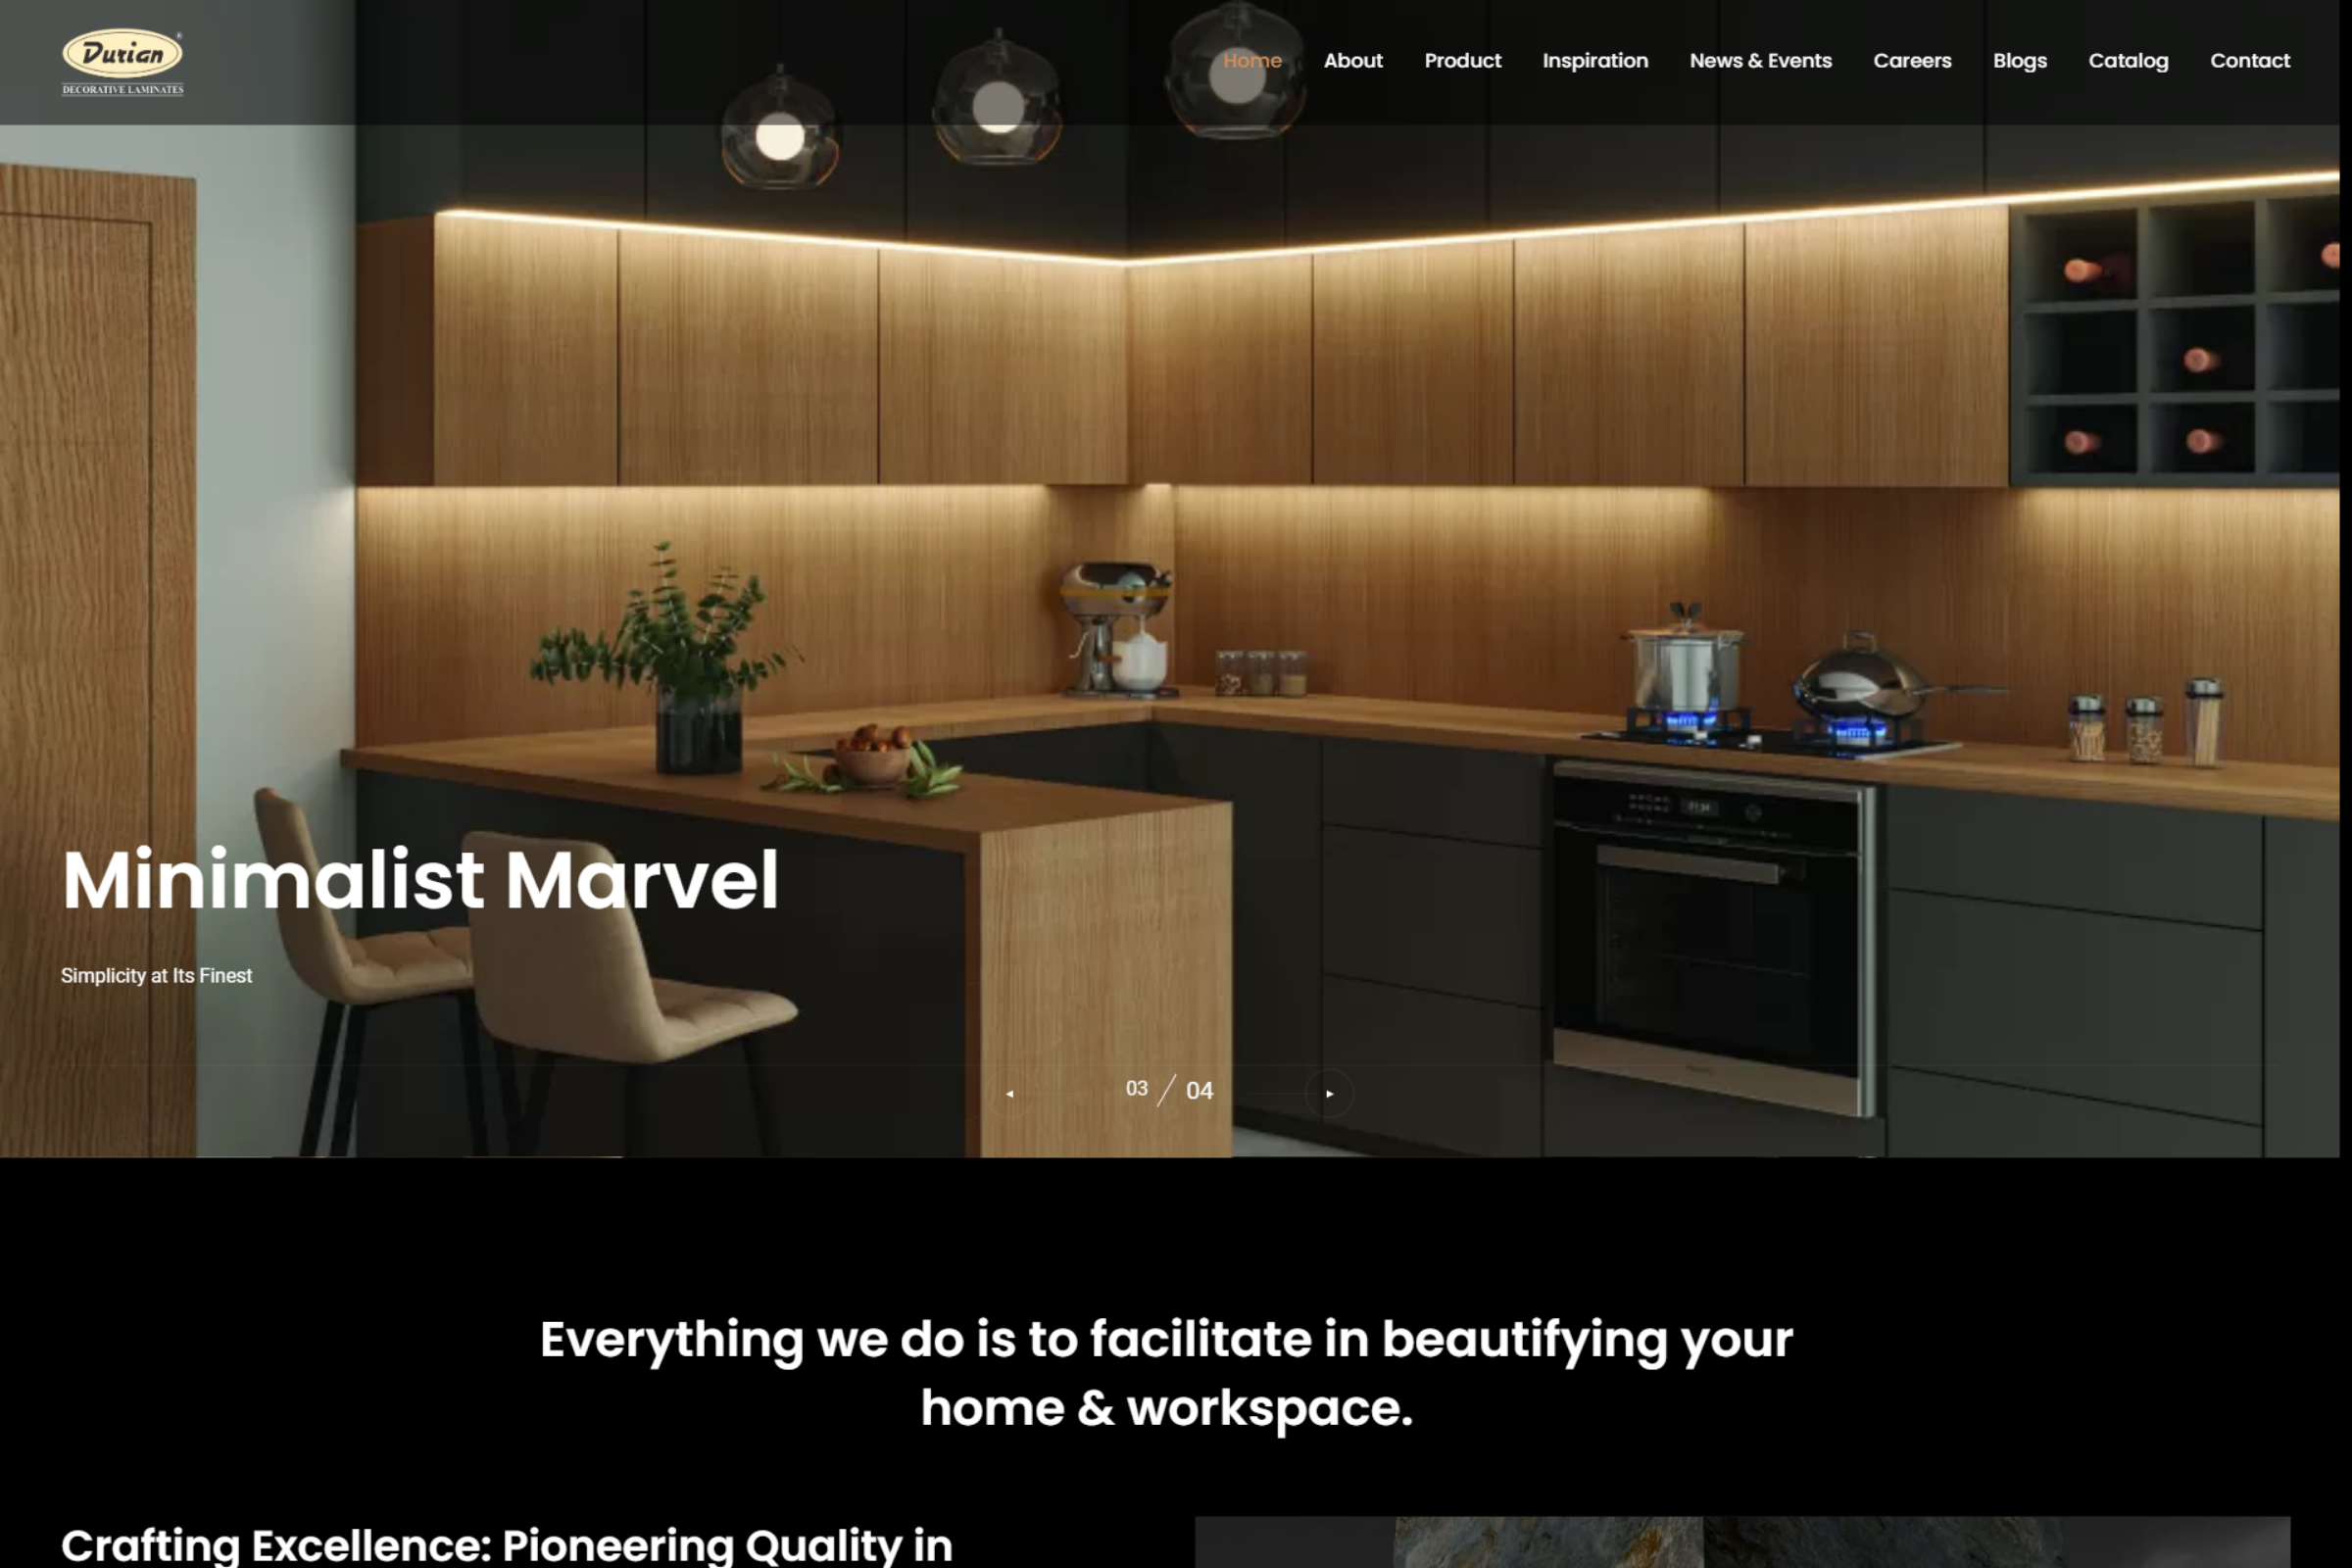 Durian
DECORATIVE LAMINATES
Home
About
Product
Inspiration
News & Events
Careers
Blogs
Catalog
Contact
Minimalist Marvel
Simplicity at Its Finest
03 / 04
Everything we do is to facilitate in beautifying your
home & workspace.
Crafting Excellence: Pioneering Quality in